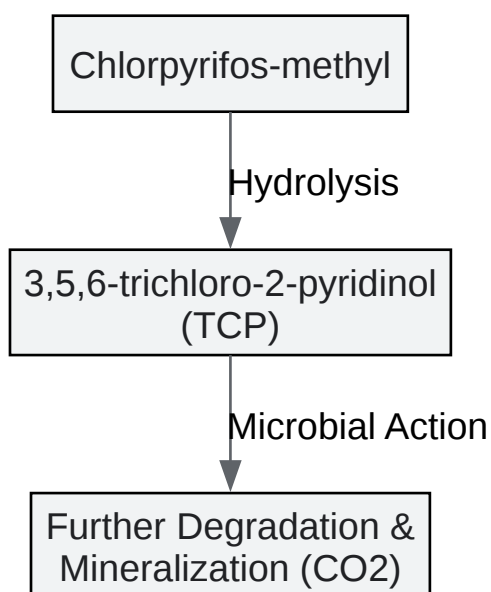 Chlorpyrifos-methyl
Hydrolysis
3,5,6-trichloro-2-pyridinol
(TCP)
Microbial Action
Further Degradation &
Mineralization (CO2)